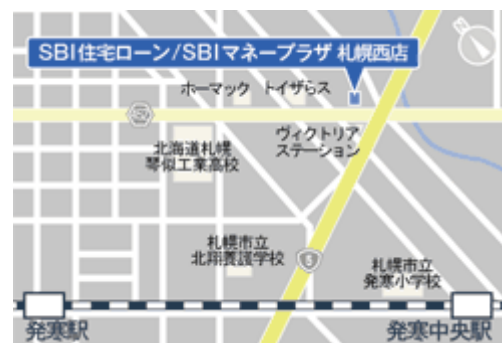 SBI住宅ローン/SBIマネープラザ 札幌西店
ホーマック トイザらス
ヴィクトリア
ステーション
北海道札幌
琴似工業高校
札幌市立
北翔養護学校
5
札幌市立
発寒小学校
発寒駅
発寒中央駅